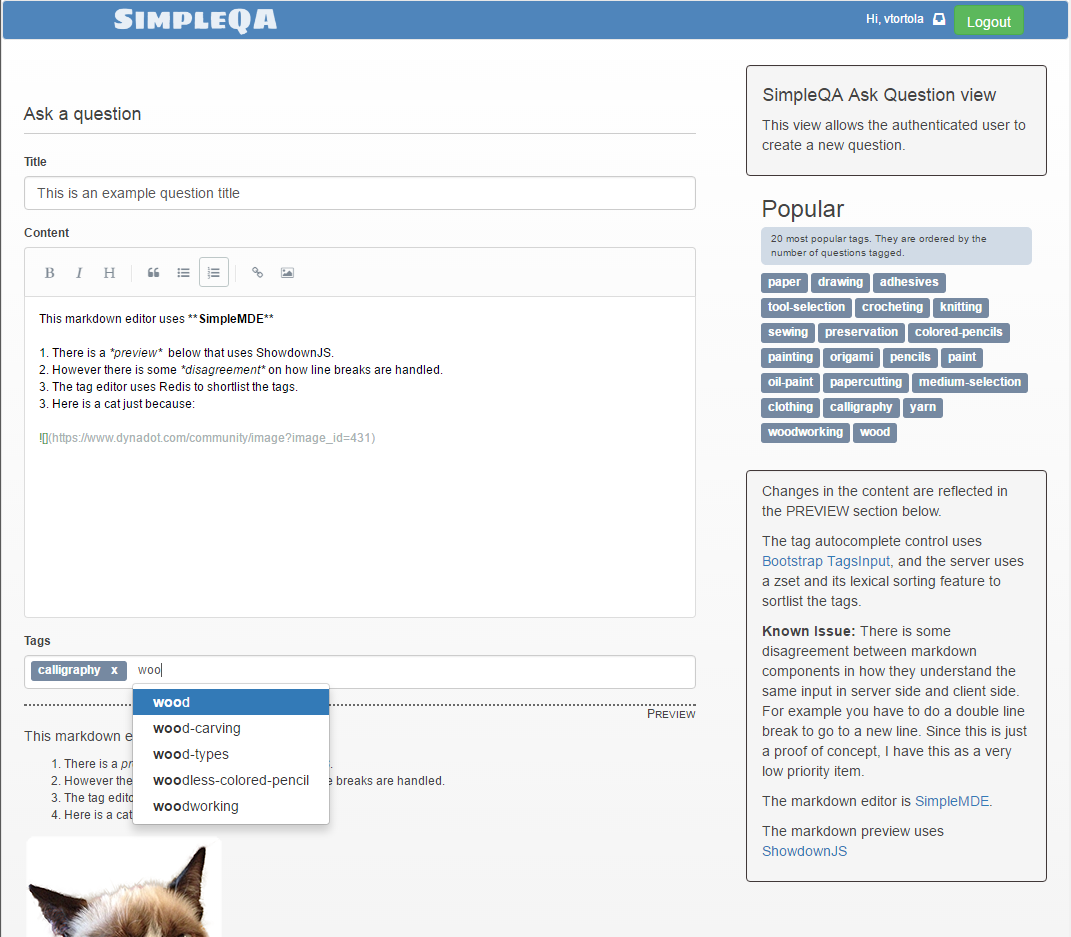 SimpleQA
Hi, vtortola
Logout
Ask a question
Title
This is an example question title
Content
B I H
This markdown editor uses **SimpleMDE**
1. There is a *preview* below that uses ShowdownJS.
2. However there is some *disagreement* on how line breaks are handled.
3. The tag editor uses Redis to shortlist the tags.
3. Here is a cat just because:
![](https://www.dynadot.com/community/image?image_id=431)
Tags
calligraphy x woo
wood
wood-carving
wood-types
woodless-colored-pencil
woodworking
Preview
This markdown e
1. There is a pr
2. However the e breaks are handled.
3. The tag edito
4. Here is a cat
SimpleQA Ask Question view
This view allows the authenticated user to
create a new question.
Popular
20 most popular tags. They are ordered by the
number of questions tagged.
paper drawing adhesives
tool-selection crocheting knitting
sewing preservation colored-pencils
painting origami pencils paint
oil-paint papercutting medium-selection
clothing calligraphy yarn
woodworking wood
Changes in the content are reflected in
the PREVIEW section below.
The tag autocomplete control uses
Bootstrap TagsInput, and the server uses
a zset and its lexical sorting feature to
sortlist the tags.
Known Issue: There is some
disagreement between markdown
components in how they understand the
same input in server side and client side.
For example you have to do a double line
break to go to a new line. Since this is just
a proof of concept, I have this as a very
low priority item.
The markdown editor is SimpleMDE.
The markdown preview uses
ShowdownJS